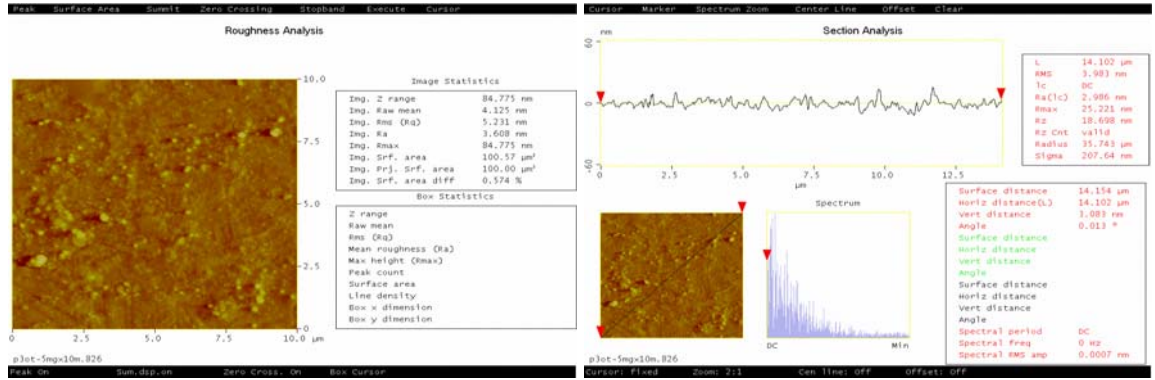 Peak Surface Area Summit Zero Crossing Stopband Execute Cursor
Roughness Analysis
10.0
7.5
5.0
2.5
0
0 2.5 5.0 7.5 10.0 µm
Image Statistics
Img. Z range 84.775 nm
Img. Raw mean 4.125 nm
Img. Rms (Rq) 5.231 nm
Img. Ra 3.608 nm
Img. Rmax 84.775 nm
Img. Srf. area 100.57 µm²
Img. Prj. Srf. area 100.00 µm²
Img. Srf. area diff 0.574 %
Box Statistics
Z range
Raw mean
Rms (Rq)
Mean roughness (Ra)
Max height (Rmax)
Peak count
Surface area
Line density
Box x dimension
Box y dimension
p3ot-5mgx10m.826
Peak On Sum.dsp.on Zero Cross. On Box Cursor
Cursor Marker Spectrum Zoom Center Line Offset Clear
Section Analysis
nm
60
0
-60
0 2.5 5.0 7.5 10.0 12.5
µm
L 14.102 µm
RMS 3.983 nm
lc DC
Ra(lc) 2.986 nm
Rmax 25.221 nm
Rz 18.698 nm
Rz Cnt valid
Radius 35.743 µm
Sigma 207.64 nm
Spectrum
DC Min
Surface distance 14.154 µm
Horiz distance(L) 14.102 µm
Vert distance 3.083 nm
Angle 0.013 °
Surface distance
Horiz distance
Vert distance
Angle
Surface distance
Horiz distance
Vert distance
Angle
Spectral period DC
Spectral freq 0 Hz
Spectral RMS amp 0.0007 nm
p3ot-5mgx10m.826
Cursor: fixed Zoom: 2:1 Cen line: Off Offset: Off